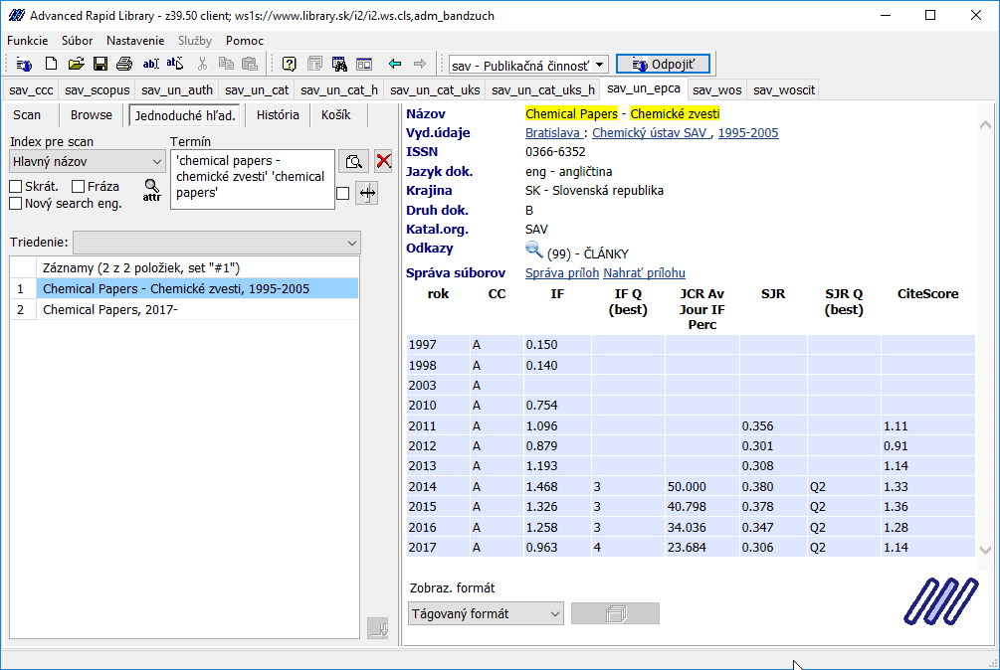 Advanced Rapid Library - z39.50 client; ws1s://www.library.sk/i2/i2.ws.cls,adm_bandzuch
Funkcie Súbor Nastavenie Služby Pomoc
sav - Publikačná činnosť Odpojiť
sav_ccc sav_scopus sav_un_auth sav_un_cat sav_un_cat_h sav_un_cat_uks sav_un_cat_uks_h sav_un_epca sav_wos sav_woscit
Scan Browse Jednoduché hľad. História Košík
Index pre scan Termín
Hlavný názov
'chemical papers -
chemické zvesti' 'chemical
papers'
Skrát. Fráza
Nový search eng.
attr
Triedenie:
Záznamy (2 z 2 položiek, set "#1")
1 Chemical Papers - Chemické zvesti, 1995-2005
2 Chemical Papers, 2017-
Názov Chemical Papers - Chemické zvesti
Vyd.údaje Bratislava : Chemický ústav SAV , 1995-2005
ISSN 0366-6352
Jazyk dok. eng - angličtina
Krajina SK - Slovenská republika
Druh dok. B
Katal.org. SAV
Odkazy (99) - ČLÁNKY
Správa súborov Správa príloh Nahrať prílohu
rok CC IF IF Q (best) JCR Av Jour IF Perc SJR SJR Q (best) CiteScore
1997 A 0.150
1998 A 0.140
2003 A
2010 A 0.754
2011 A 1.096 0.356 1.11
2012 A 0.879 0.301 0.91
2013 A 1.193 0.308 1.14
2014 A 1.468 3 50.000 0.380 Q2 1.33
2015 A 1.326 3 40.798 0.378 Q2 1.36
2016 A 1.258 3 34.036 0.347 Q2 1.28
2017 A 0.963 4 23.684 0.306 Q2 1.14
Zobraz. formát
Tágovaný formát